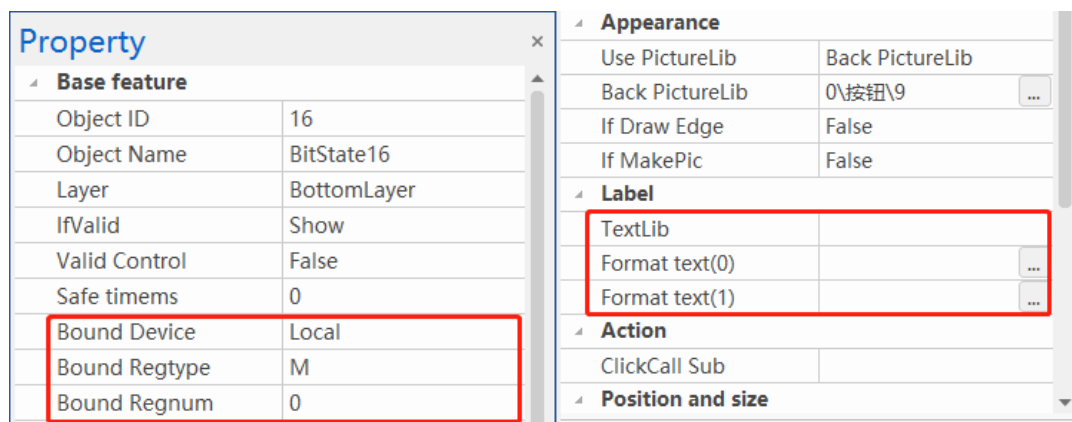 Property ×
Base feature
Object ID 16
Object Name BitState16
Layer BottomLayer
IfValid Show
Valid Control False
Safe timems 0
Bound Device Local
Bound Regtype M
Bound Regnum 0
Appearance
Use PictureLib Back PictureLib
Back PictureLib 0\按钮\9 ...
If Draw Edge False
If MakePic False
Label
TextLib
Format text(0) ...
Format text(1) ...
Action
ClickCall Sub
Position and size